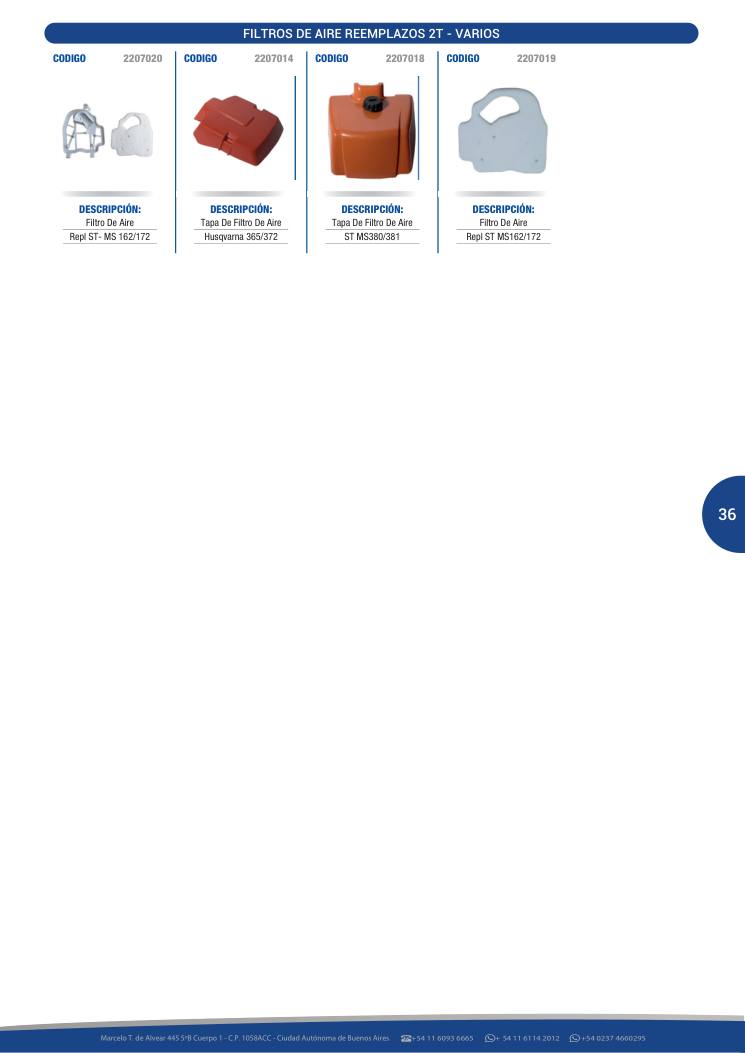 FILTROS DE AIRE REEMPLAZOS 2T - VARIOS
CODIGO 2207020
DESCRIPCIÓN:
Filtro De Aire
Repl ST- MS 162/172
CODIGO 2207014
DESCRIPCIÓN:
Tapa De Filtro De Aire
Husqvarna 365/372
CODIGO 2207018
DESCRIPCIÓN:
Tapa De Filtro De Aire
ST MS380/381
CODIGO 2207019
DESCRIPCIÓN:
Filtro De Aire
Repl ST MS162/172
36
Marcelo T. de Alvear 445 5ºB Cuerpo 1 - C.P. 1058ACC - Ciudad Autónoma de Buenos Aires. +54 11 6093 6665 + 54 11 6114 2012 +54 0237 4660295